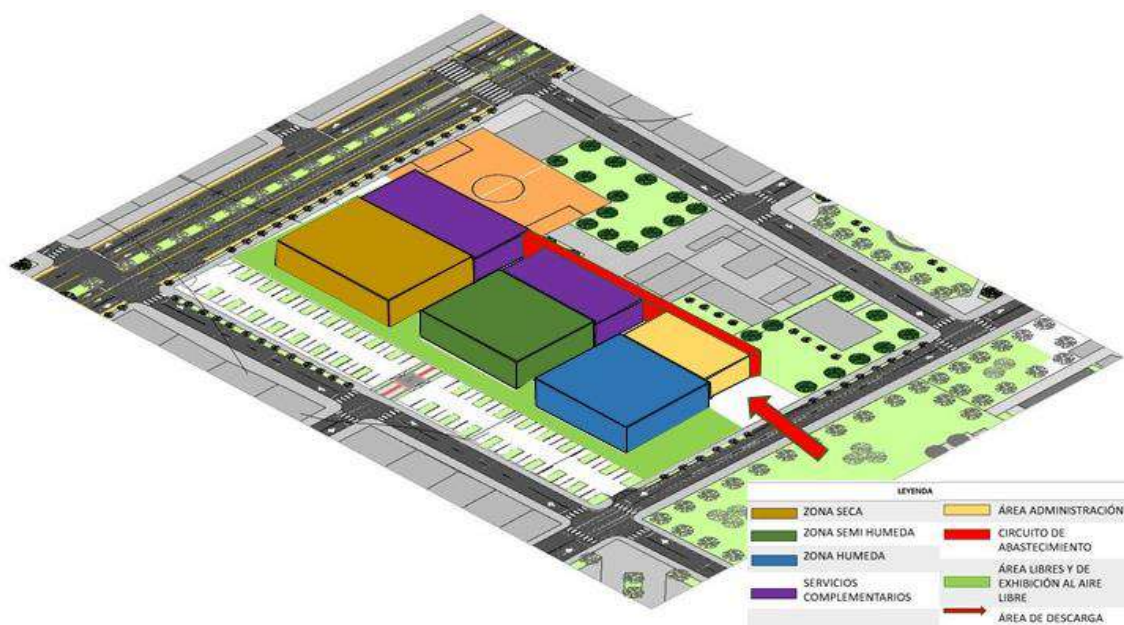 LEYENDA
ZONA SECA
ZONA SEMI HUMEDA
ZONA HUMEDA
SERVICIOS
COMPLEMENTARIOS
ÁREA ADMINISTRACIÓN
CIRCUITO DE
ABASTECIMIENTO
ÁREA LIBRES Y DE
EXHIBICIÓN AL AIRE
LIBRE
ÁREA DE DESCARGA